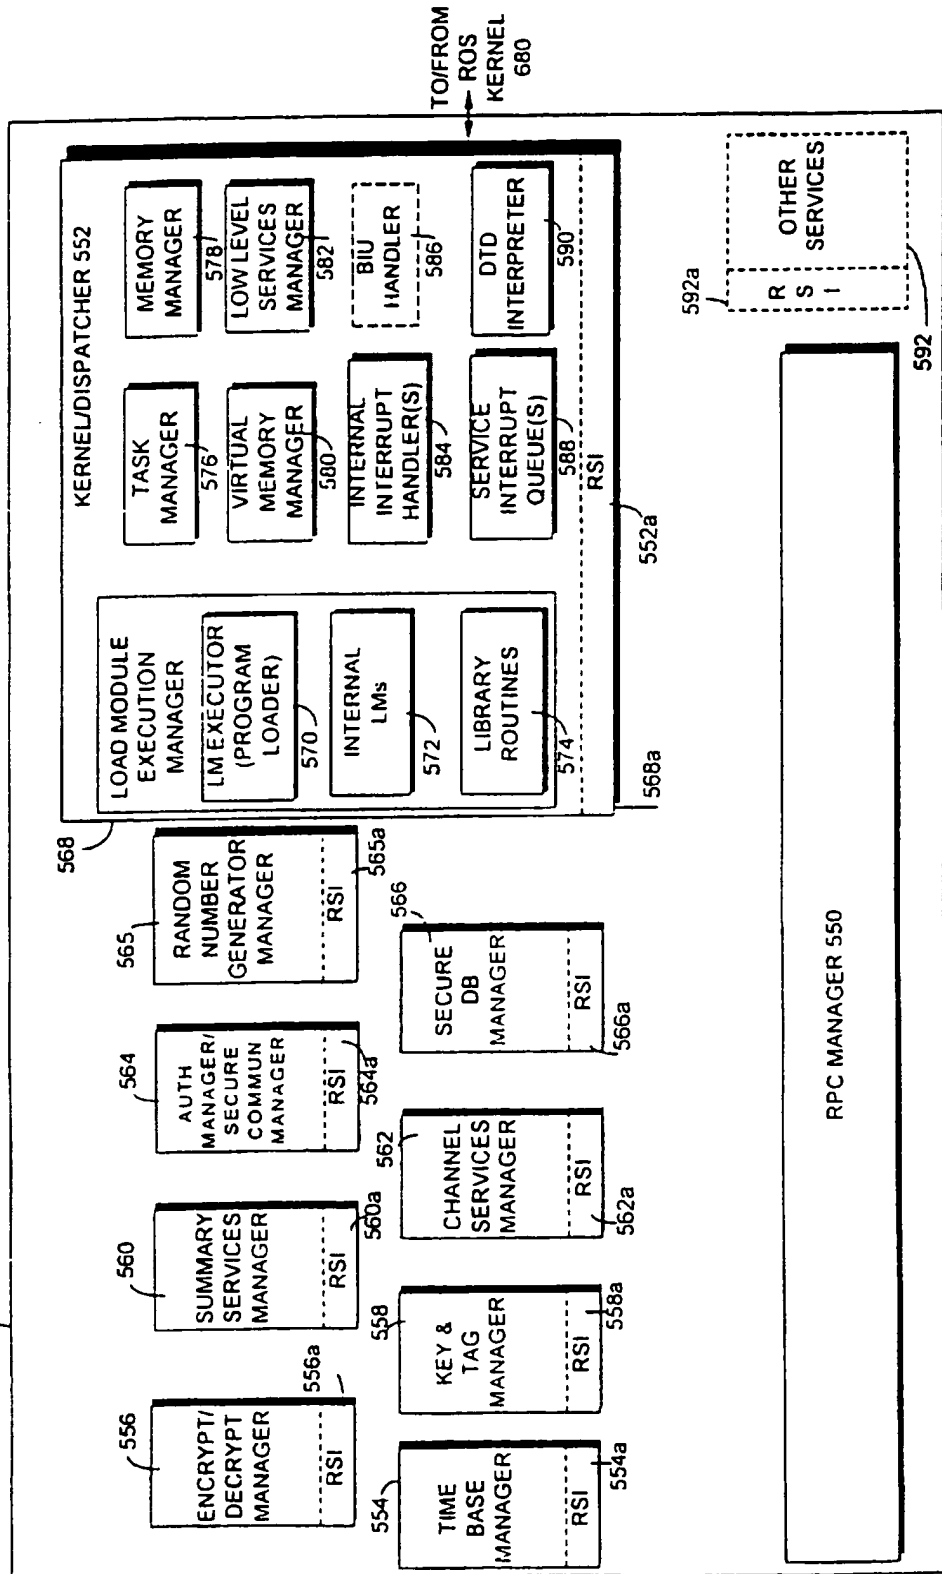 TO/FROM
ROS
KERNEL
680
KERNEL/DISPATCHER 552
LOAD MODULE
EXECUTION
MANAGER
LM EXECUTOR
(PROGRAM
LOADER)
570
INTERNAL
LMs
572
LIBRARY
ROUTINES
574
568
568a
TASK
MANAGER
576
MEMORY
MANAGER
578
VIRTUAL
MEMORY
MANAGER
580
LOW LEVEL
SERVICES
MANAGER
582
INTERNAL
INTERRUPT
HANDLER(S)
584
BIU
HANDLER
586
SERVICE
INTERRUPT
QUEUE(S)
588
DTD
INTERPRETER
590
RSI
552a
556
ENCRYPT/
DECRYPT
MANAGER
RSI
556a
560
SUMMARY
SERVICES
MANAGER
RSI
560a
564
AUTH
MANAGER/
SECURE
COMMUN
MANAGER
RSI
564a
565
RANDOM
NUMBER
GENERATOR
MANAGER
RSI
565a
554
TIME
BASE
MANAGER
RSI
554a
558
KEY &
TAG
MANAGER
RSI
558a
562
CHANNEL
SERVICES
MANAGER
RSI
562a
566
SECURE
DB
MANAGER
RSI
566a
592a
R
S
I
OTHER
SERVICES
592
RPC MANAGER 550